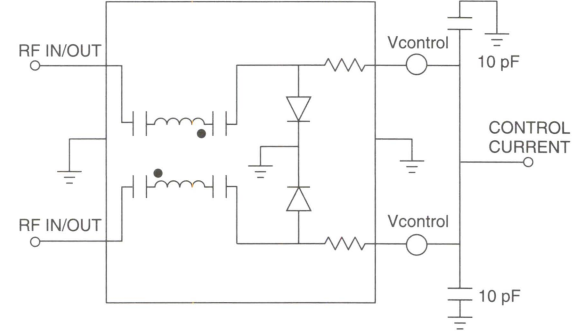 RF IN/OUT
Vcontrol
10 pF
CONTROL
CURRENT
RF IN/OUT
Vcontrol
10 pF